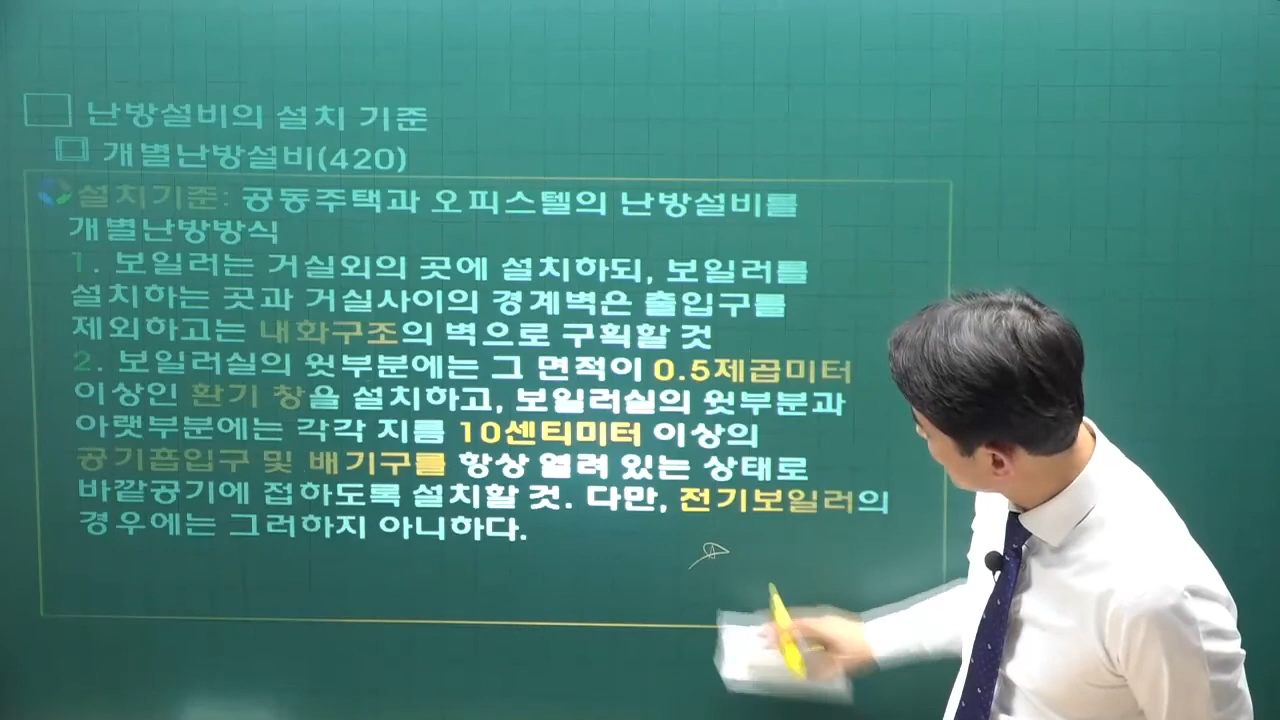 난방설비의 설치 기준
개별난방설비(420)
설치기준: 공동주택과 오피스텔의 난방설비를
개별난방방식
1. 보일러는 거실외의 곳에 설치하되, 보일러를
설치하는 곳과 거실사이의 경계벽은 출입구를
제외하고는 내화구조의 벽으로 구획할 것
2. 보일러실의 윗부분에는 그 면적이 0.5제곱미터
이상인 환기 창을 설치하고, 보일러실의 윗부분과
아랫부분에는 각각 지름 10센티미터 이상의
공기흡입구 및 배기구를 항상 열려 있는 상태로
바깥공기에 접하도록 설치할 것. 다만, 전기보일러의
경우에는 그러하지 아니하다.